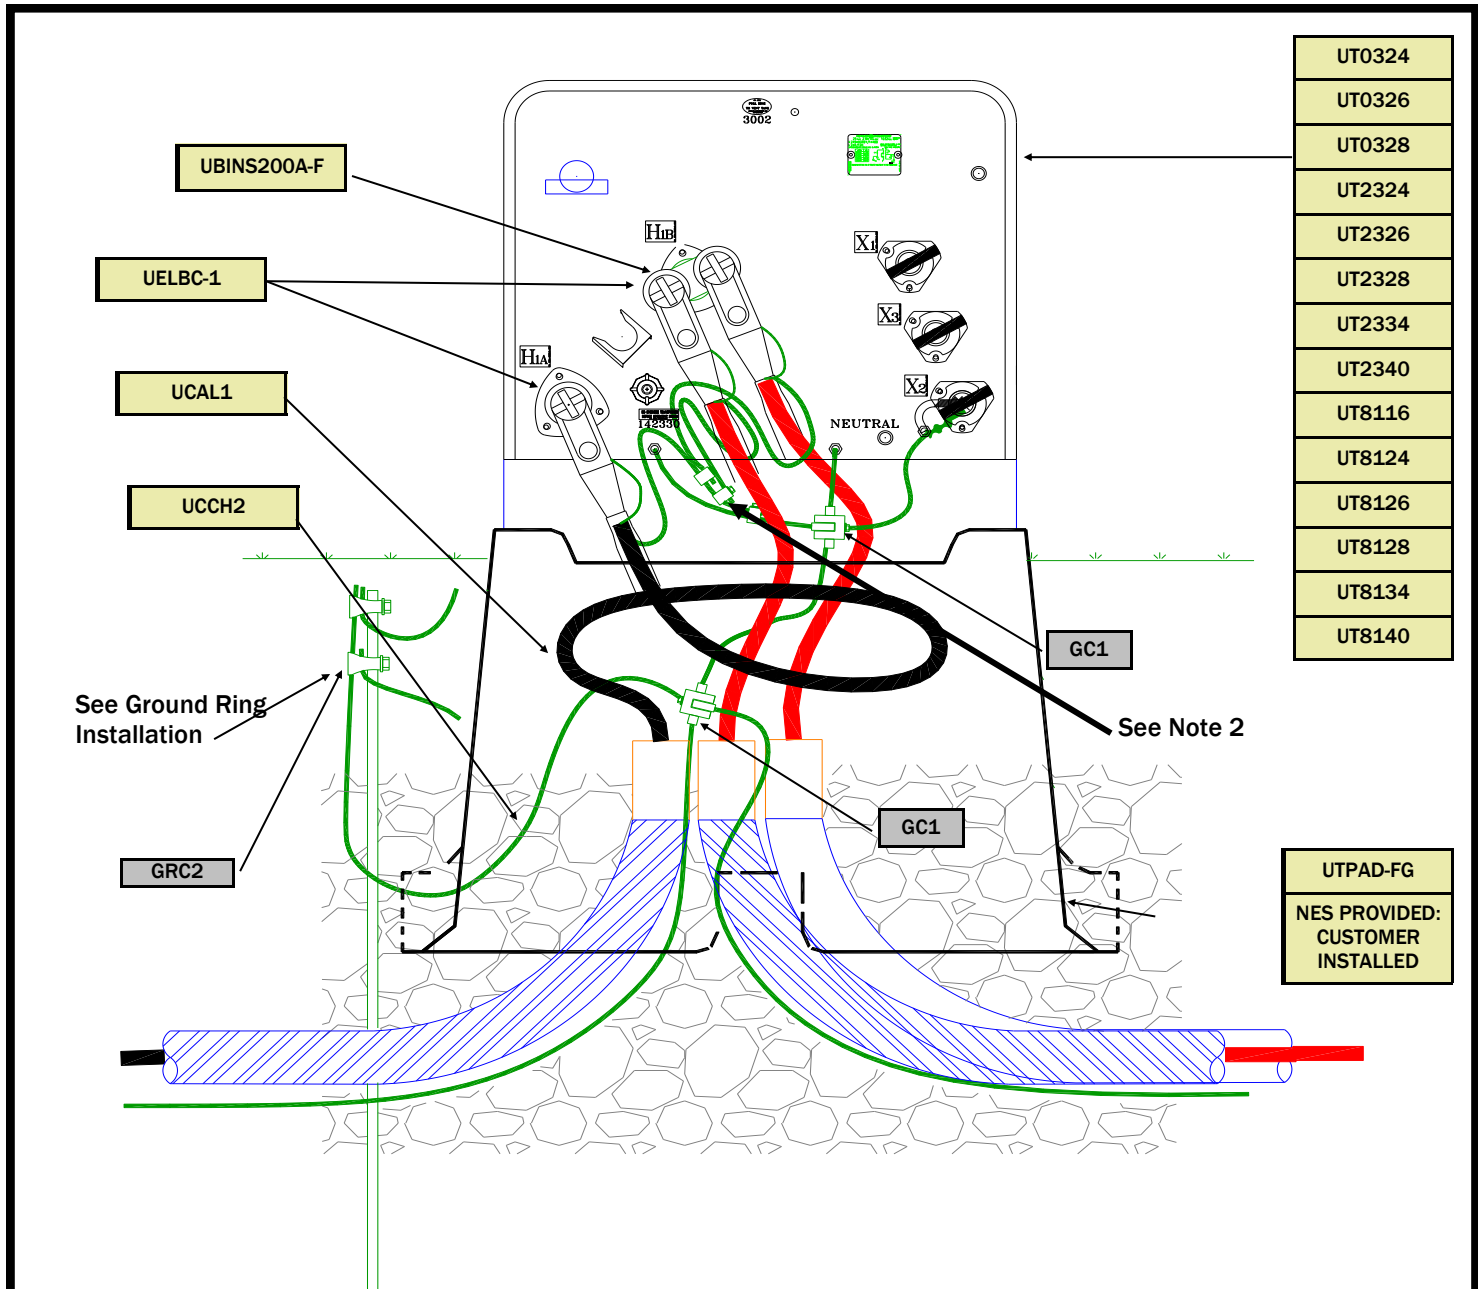 UT0324
UT0326
3002
UT0328
UBINS200A-F
UT2324
H1B
X1
UT2326
UELBC-1
UT2328
X3
UT2334
H1A
UT2340
UCAL1
X2
UT8116
142330
NEUTRAL
UT8124
UCCH2
UT8126
UT8128
UT8134
UT8140
GC1
See Ground Ring
Installation
See Note 2
GC1
GRC2
UTPAD-FG
NES PROVIDED:
CUSTOMER
INSTALLED